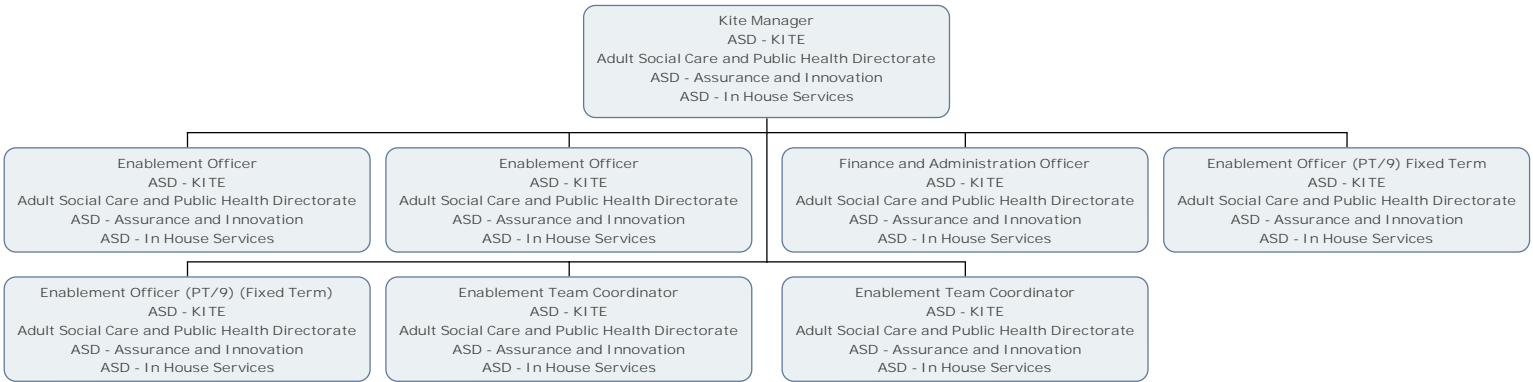 Kite Manager
ASD - KITE
Adult Social Care and Public Health Directorate
ASD - Assurance and Innovation
ASD - In House Services
Enablement Officer
ASD - KITE
Adult Social Care and Public Health Directorate
ASD - Assurance and Innovation
ASD - In House Services
Enablement Officer
ASD - KITE
Adult Social Care and Public Health Directorate
ASD - Assurance and Innovation
ASD - In House Services
Finance and Administration Officer
ASD - KITE
Adult Social Care and Public Health Directorate
ASD - Assurance and Innovation
ASD - In House Services
Enablement Officer (PT/9) Fixed Term
ASD - KITE
Adult Social Care and Public Health Directorate
ASD - Assurance and Innovation
ASD - In House Services
Enablement Officer (PT/9) (Fixed Term)
ASD - KITE
Adult Social Care and Public Health Directorate
ASD - Assurance and Innovation
ASD - In House Services
Enablement Team Coordinator
ASD - KITE
Adult Social Care and Public Health Directorate
ASD - Assurance and Innovation
ASD - In House Services
Enablement Team Coordinator
ASD - KITE
Adult Social Care and Public Health Directorate
ASD - Assurance and Innovation
ASD - In House Services